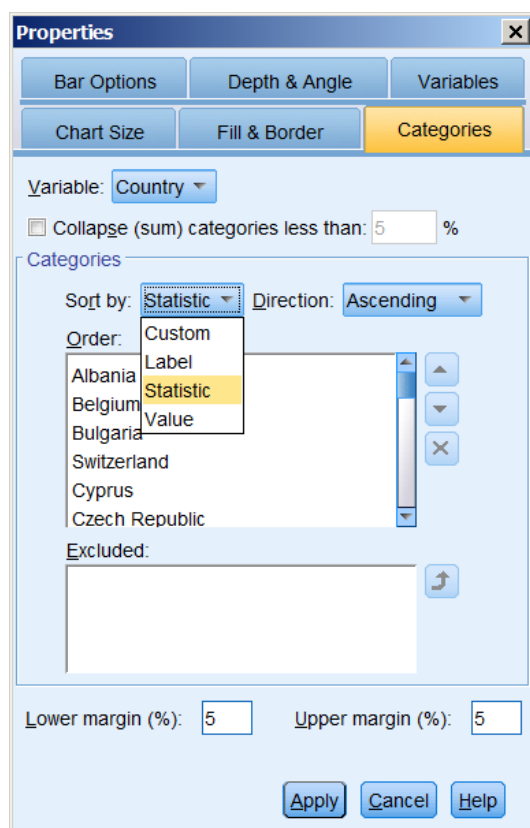 Properties
Bar Options Depth & Angle Variables
Chart Size Fill & Border Categories
Variable: Country
Collapse (sum) categories less than: 5 %
Categories
Sort by: Statistic Direction: Ascending
Custom
Label
Statistic
Value
Order:
Albania
Belgium
Bulgaria
Switzerland
Cyprus
Czech Republic
Excluded:
Lower margin (%): 5 Upper margin (%): 5
Apply Cancel Help